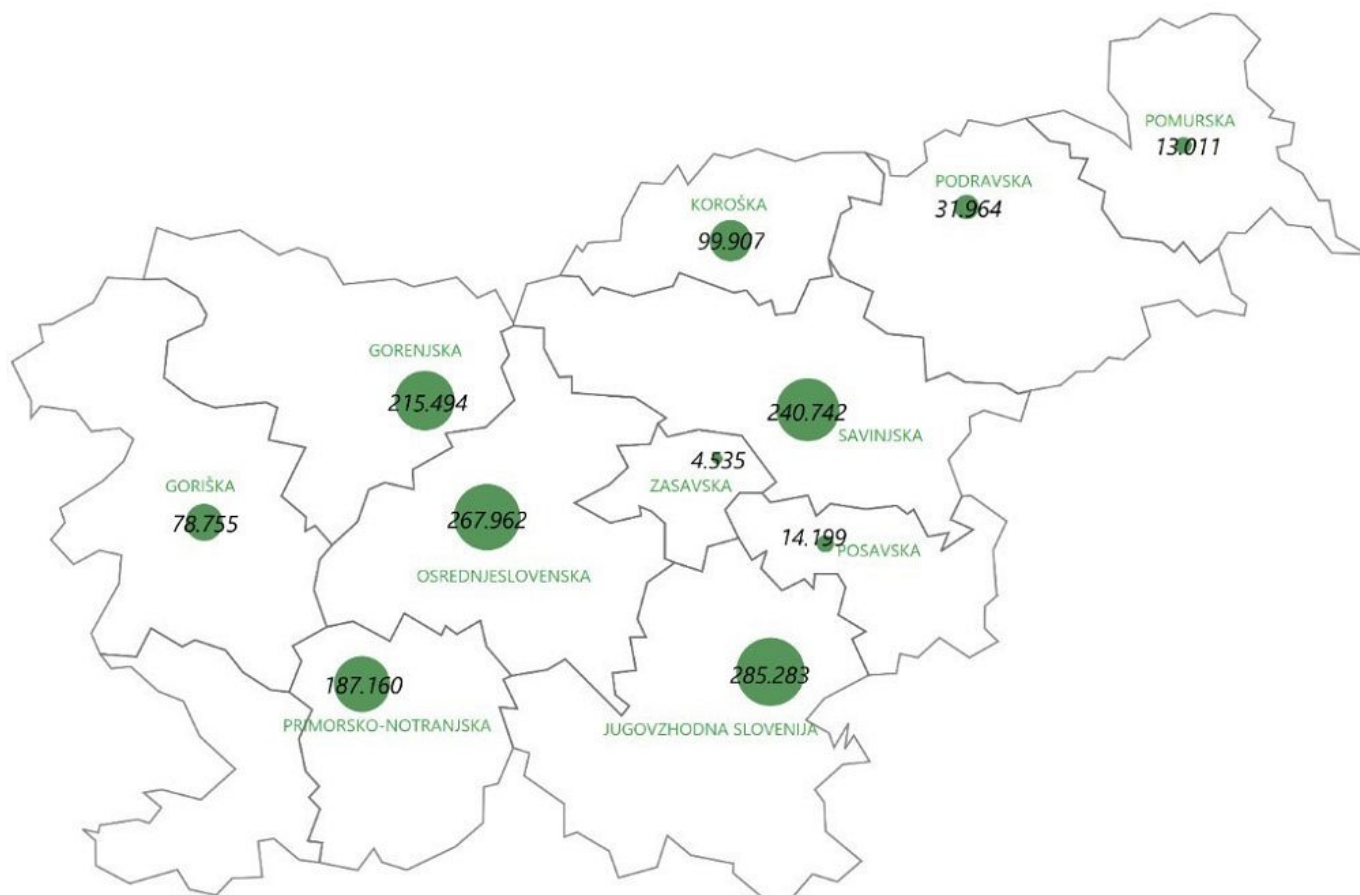 POMURSKA
13.011
PODRAVSKA
31.964
KOROŠKA
99.907
GORENJSKA
215.494
240.742
SAVINJSKA
4.535
ZASAVSKA
GORIŠKA
78.755
267.962
OSREDNJESLOVENSKA
14.199
POSAVSKA
187.160
PRIMORSKO-NOTRANJSKA
285.283
JUGOVZHODNA SLOVENIJA